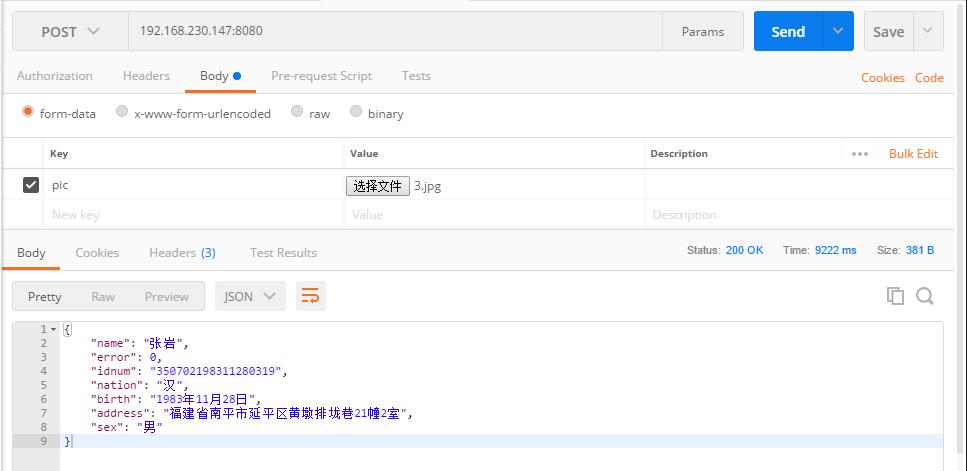 POST 192.168.230.147:8080 Params Send Save
Authorization Headers Body Pre-request Script Tests Cookies Code
form-data x-www-form-urlencoded raw binary
Key Value Description ••• Bulk Edit
pic 选择文件 3.jpg
New key Value Description
Body Cookies Headers (3) Test Results Status: 200 OK Time: 9222 ms Size: 381 B
Pretty Raw Preview JSON
1 {
2 "name": "张岩",
3 "error": 0,
4 "idnum": "350702198311280319",
5 "nation": "汉",
6 "birth": "1983年11月28日",
7 "address": "福建省南平市延平区黄墩排垅巷21幢2室",
8 "sex": "男"
9 }